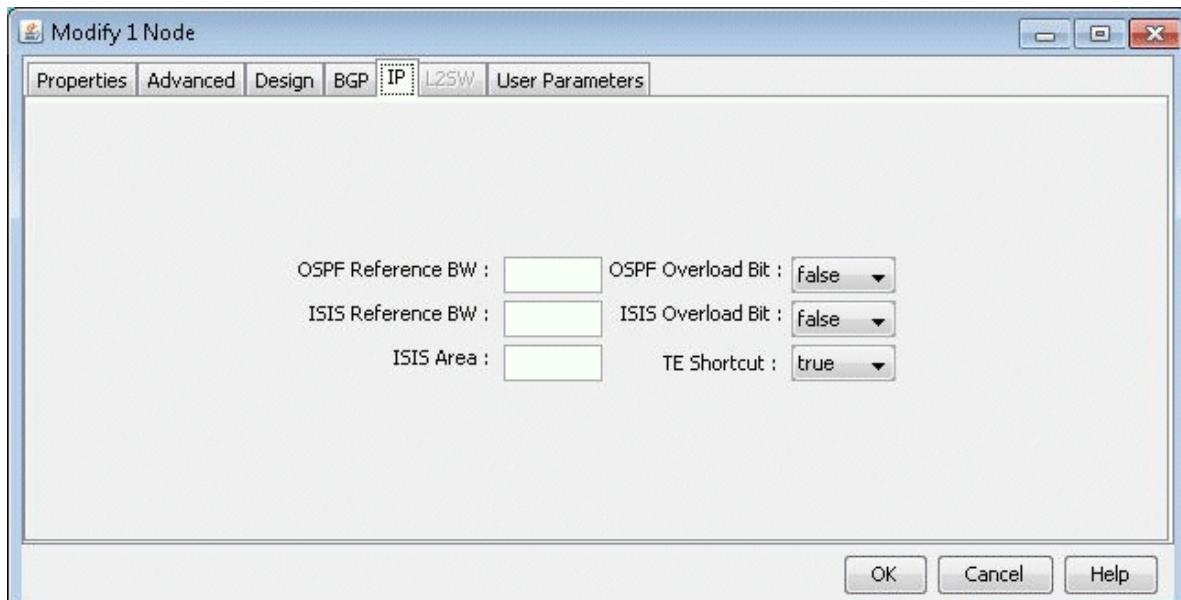 Modify 1 Node
Properties Advanced Design BGP IP L2SW User Parameters
OSPF Reference BW : OSPF Overload Bit : false
ISIS Reference BW : ISIS Overload Bit : false
ISIS Area : TE Shortcut : true
OK Cancel Help